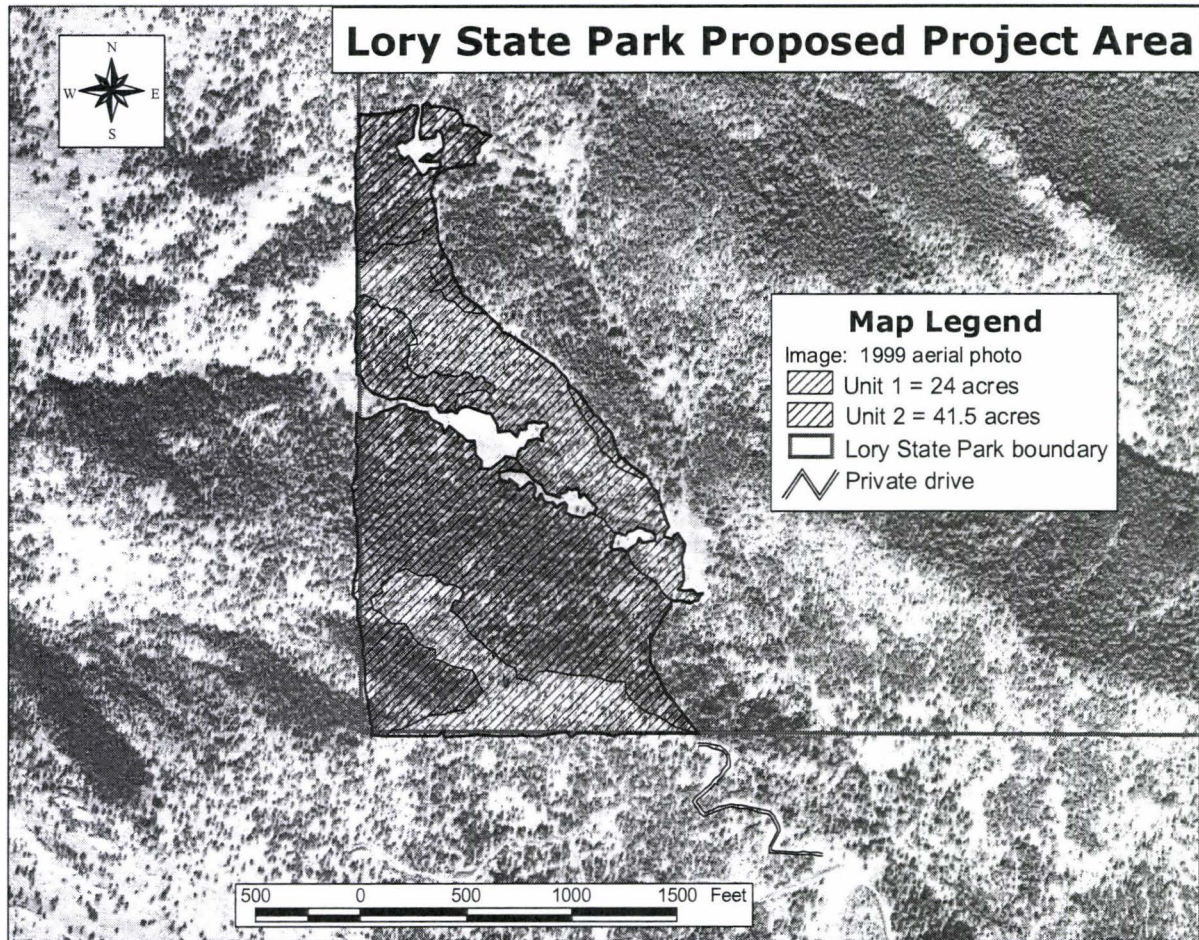 Lory State Park Proposed Project Area
N
W E
S
Map Legend
Image: 1999 aerial photo
Unit 1 = 24 acres
Unit 2 = 41.5 acres
Lory State Park boundary
Private drive
500 0 500 1000 1500 Feet